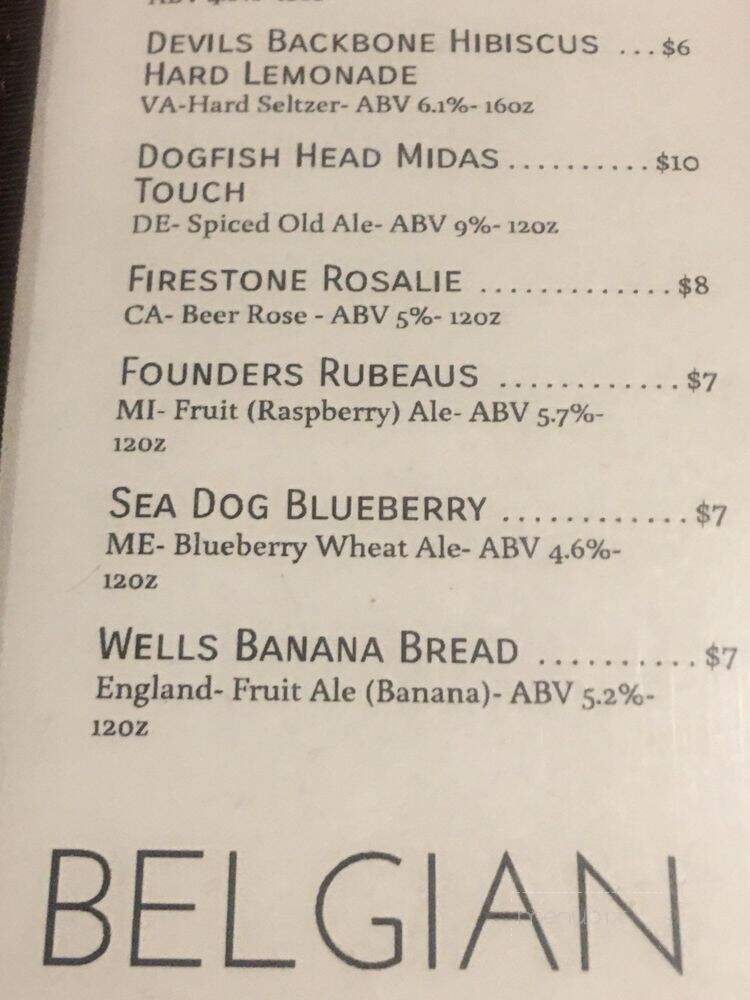 DEVILS BACKBONE HIBISCUS ...$6
HARD LEMONADE
VA-Hard Seltzer- ABV 6.1%- 16oz
DOGFISH HEAD MIDAS..........$10
TOUCH
DE- Spiced Old Ale- ABV 9%- 12oz
FIRESTONE ROSALIE .............$8
CA- Beer Rose - ABV 5%- 12oz
FOUNDERS RUBEAUS ............$7
MI- Fruit (Raspberry) Ale- ABV 5.7%-
12oz
SEA DOG BLUEBERRY ............$7
ME- Blueberry Wheat Ale- ABV 4.6%-
12oz
WELLS BANANA BREAD ..........$7
England- Fruit Ale (Banana)- ABV 5.2%-
12oz
BELGIAN